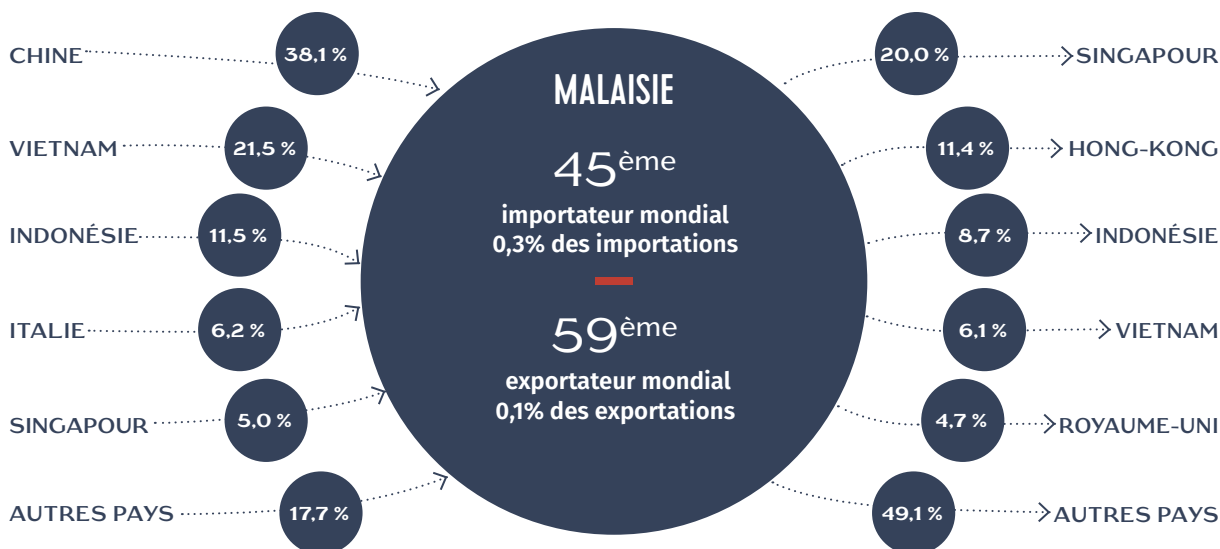 CHINE
38,1 %
VIETNAM
21,5 %
INDONÉSIE
11,5 %
ITALIE
6,2 %
SINGAPOUR
5,0 %
AUTRES PAYS
17,7 %
MALAISIE
45ème
importateur mondial
0,3% des importations
59ème
exportateur mondial
0,1% des exportations
20,0 %
SINGAPOUR
11,4 %
HONG-KONG
8,7 %
INDONÉSIE
6,1 %
VIETNAM
4,7 %
ROYAUME-UNI
49,1 %
AUTRES PAYS